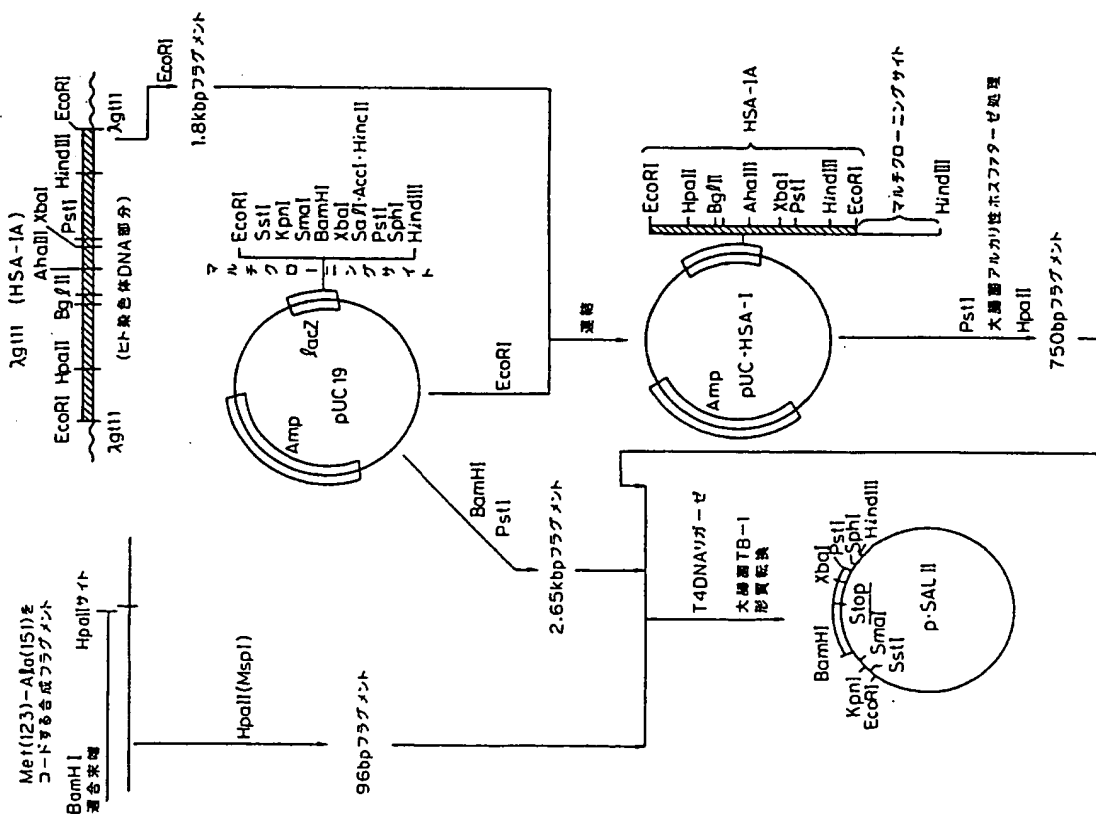 λgt11 (HSA-IA)
EcoRI HpaII BglII AhaIII XbaI PstI HindIII EcoRI
λgt11
(ヒト染色体DNA部分)
λgt11
EcoRI
1.8kbpフラグメント
Met(123)-Ala(151)を
コードする合成フラグメント
BamHI
適合末端
HpaIIサイト
HpaII(MspI)
96bpフラグメント
マルチクローニングサイト
EcoRI
SstI
KpnI
SmaI
BamHI
XbaI
SalI・AccI・HincII
PstI
SphI
HindIII
lacZ
Amp
pUC19
BamHI
PstI
2.65kbpフラグメント
EcoRI
連結
T4DNAリガーゼ
大腸菌TB-1
形質転換
EcoRI
HpaII
BglII
AhaIII
XbaI
PstI
HindIII
EcoRI
HSA-IA
マルチクローニングサイト
HindIII
Amp
pUC・HSA-I
PstI
大腸菌アルカリ性ホスファターゼ処理
HpaII
750bpフラグメント
BamHI
XbaI
PstI
SphI
HindIII
Stop
KpnI
EcoRI
SmaI
SstI
p・SALII